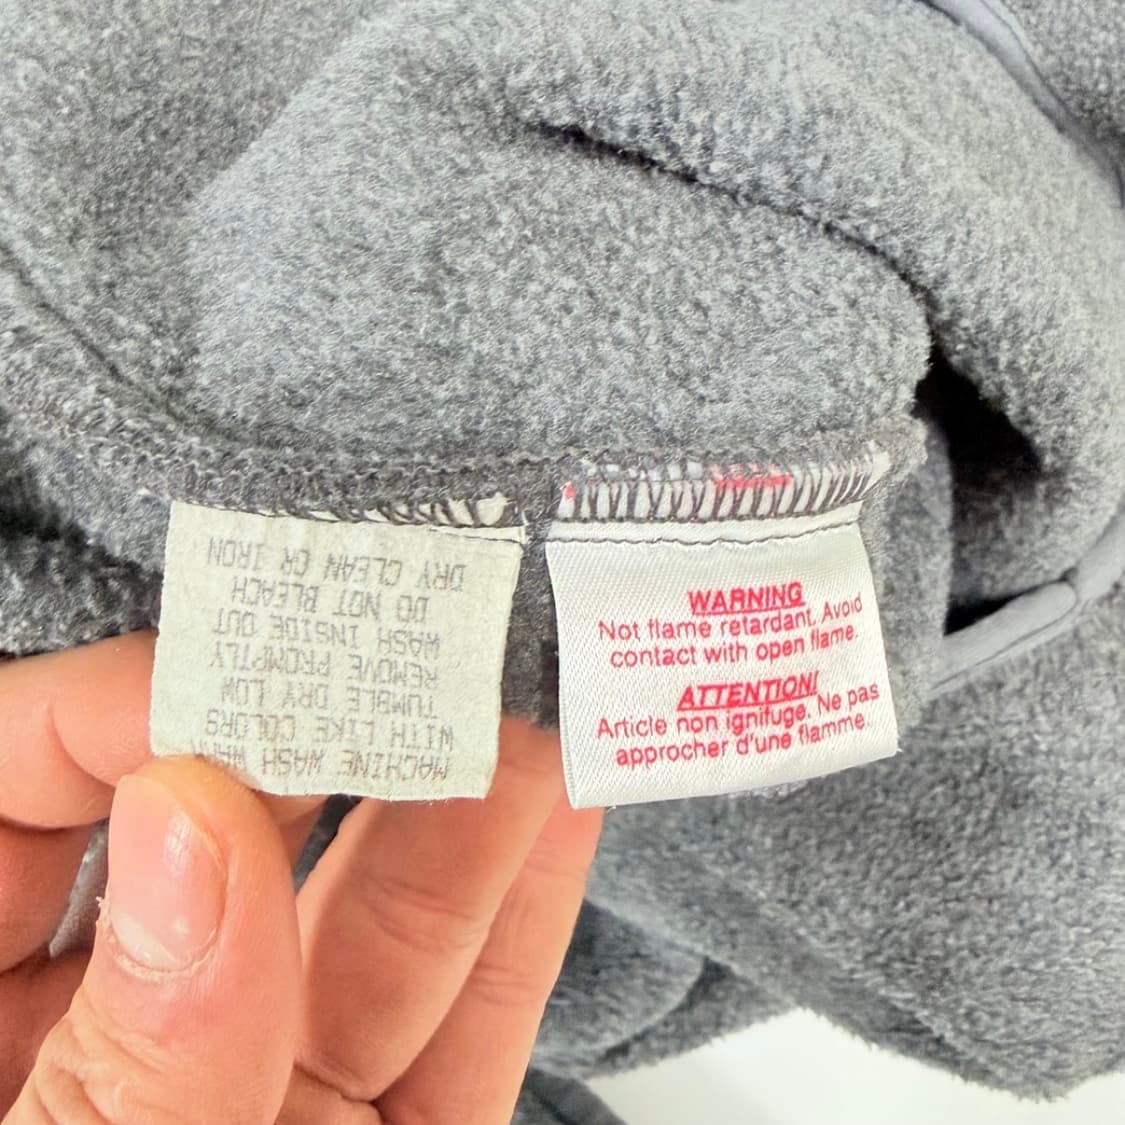 MACHINE WASH
WITH LIKE COLORS
TUMBLE DRY LOW
REMOVE PROMPTLY
WASH INSIDE OUT
DO NOT BLEACH
DRY CLEAN OR IRON
WARNING
Not flame retardant. Avoid
contact with open flame.
ATTENTION!
Article non ignifuge. Ne pas
approcher d'une flamme.